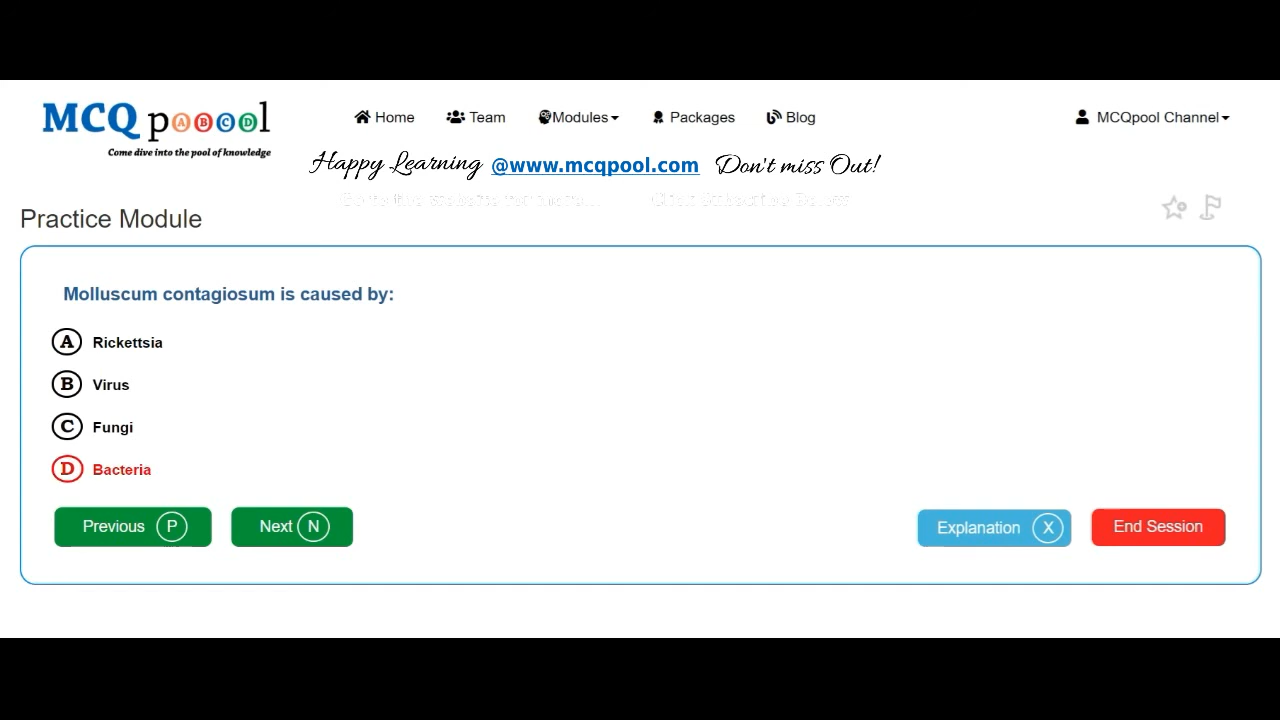 MCQ pABCDl
Come dive into the pool of knowledge
Home Team Modules Packages Blog MCQpool Channel
Happy Learning @www.mcqpool.com Don't miss Out!
Practice Module
Molluscum contagiosum is caused by:
A Rickettsia
B Virus
C Fungi
D Bacteria
Previous P Next N Explanation X End Session